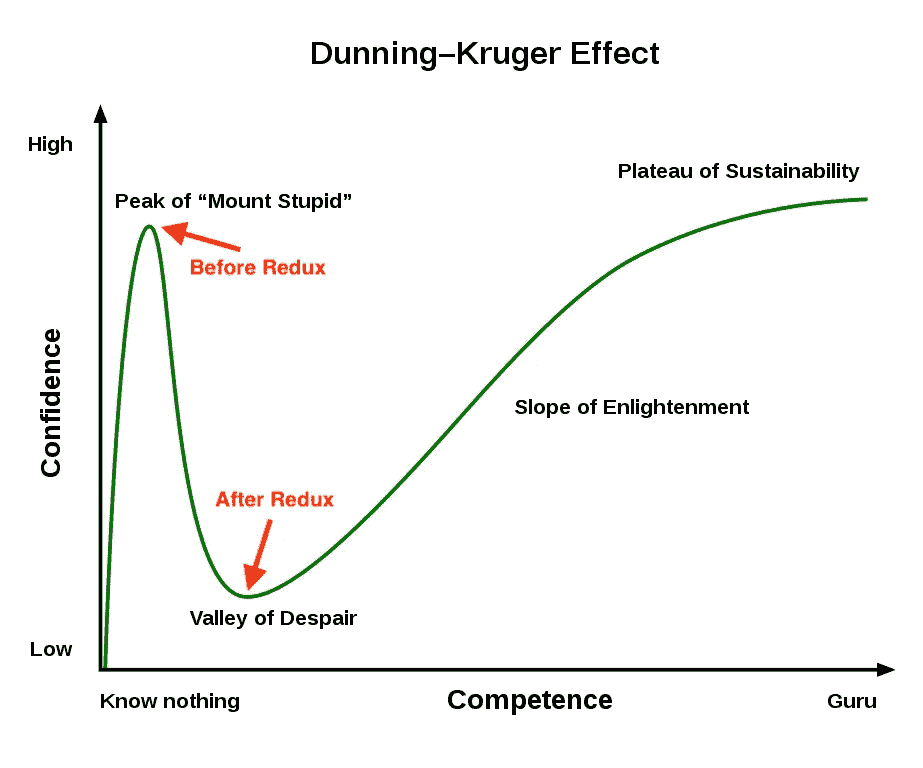 Dunning–Kruger Effect
High
Plateau of Sustainability
Peak of “Mount Stupid”
Before Redux
Confidence
Slope of Enlightenment
After Redux
Valley of Despair
Low
Know nothing
Competence
Guru